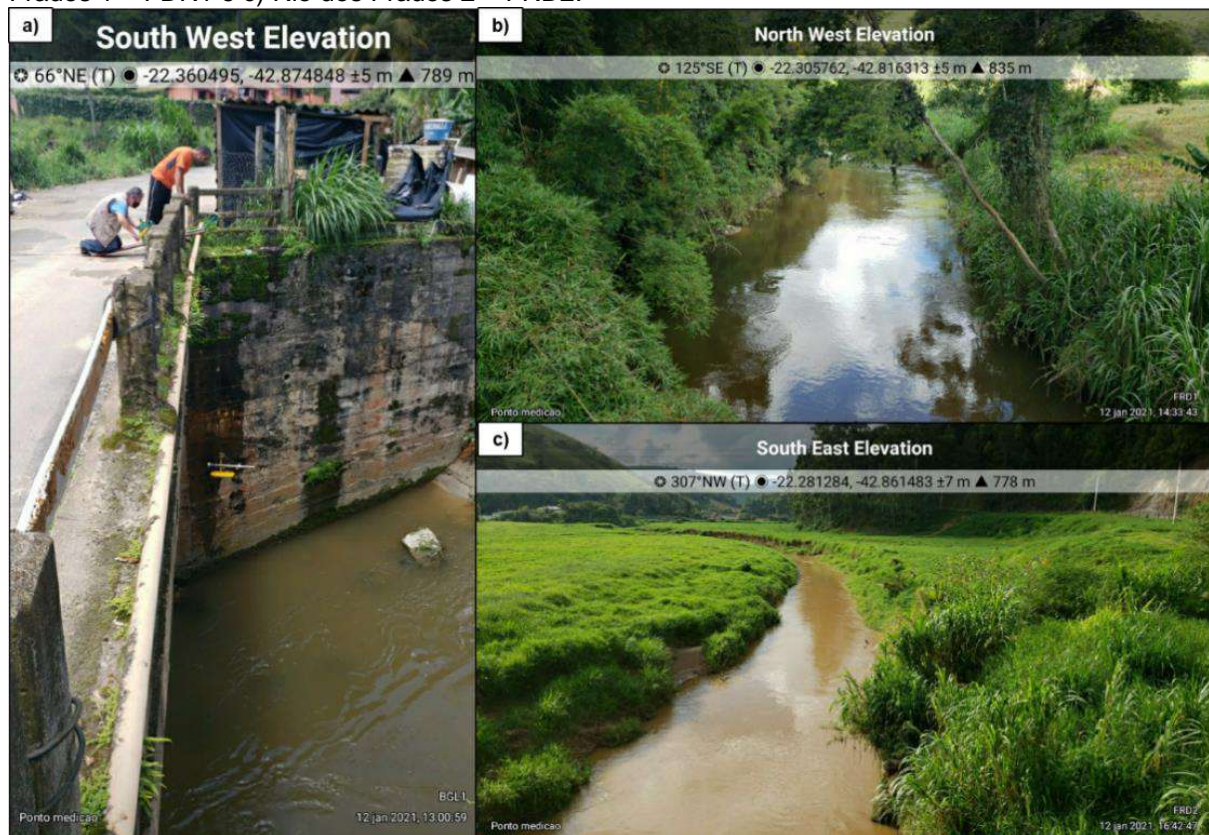 a)
South West Elevation
66°NE (T) -22.360495, -42.874848 ±5 m ▲ 789 m
BGL1
Ponto medicao
12 jan 2021, 13:00:59
b)
North West Elevation
125°SE (T) -22.305762, -42.816313 ±5 m ▲ 835 m
FRD1
Ponto medicao
12 jan 2021, 14:33:43
c)
South East Elevation
307°NW (T) -22.281284, -42.861483 ±7 m ▲ 778 m
FRD2
Ponto medicao
12 jan 2021, 16:42:47